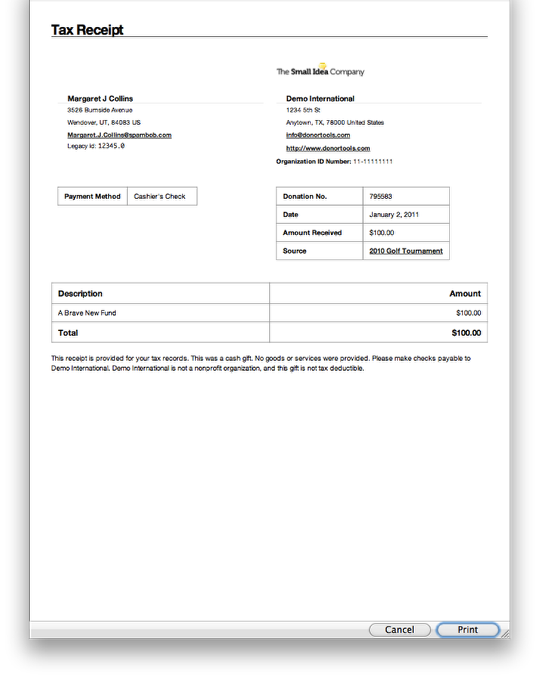 Tax Receipt
The Small Idea Company
Margaret J Collins
3526 Burnside Avenue
Wendover, UT, 84083 US
Margaret.J.Collins@spambob.com
Legacy Id: 12345.0
Demo International
1234 5th St
Anytown, TX, 78000 United States
info@donortools.com
http://www.donortools.com
Organization ID Number: 11-11111111
Payment Method Cashier's Check
Donation No. 795583
Date January 2, 2011
Amount Received $100.00
Source 2010 Golf Tournament
Description Amount
A Brave New Fund $100.00
Total $100.00
This receipt is provided for your tax records. This was a cash gift. No goods or services were provided. Please make checks payable to
Demo International. Demo International is not a nonprofit organization, and this gift is not tax deductible.
Cancel Print